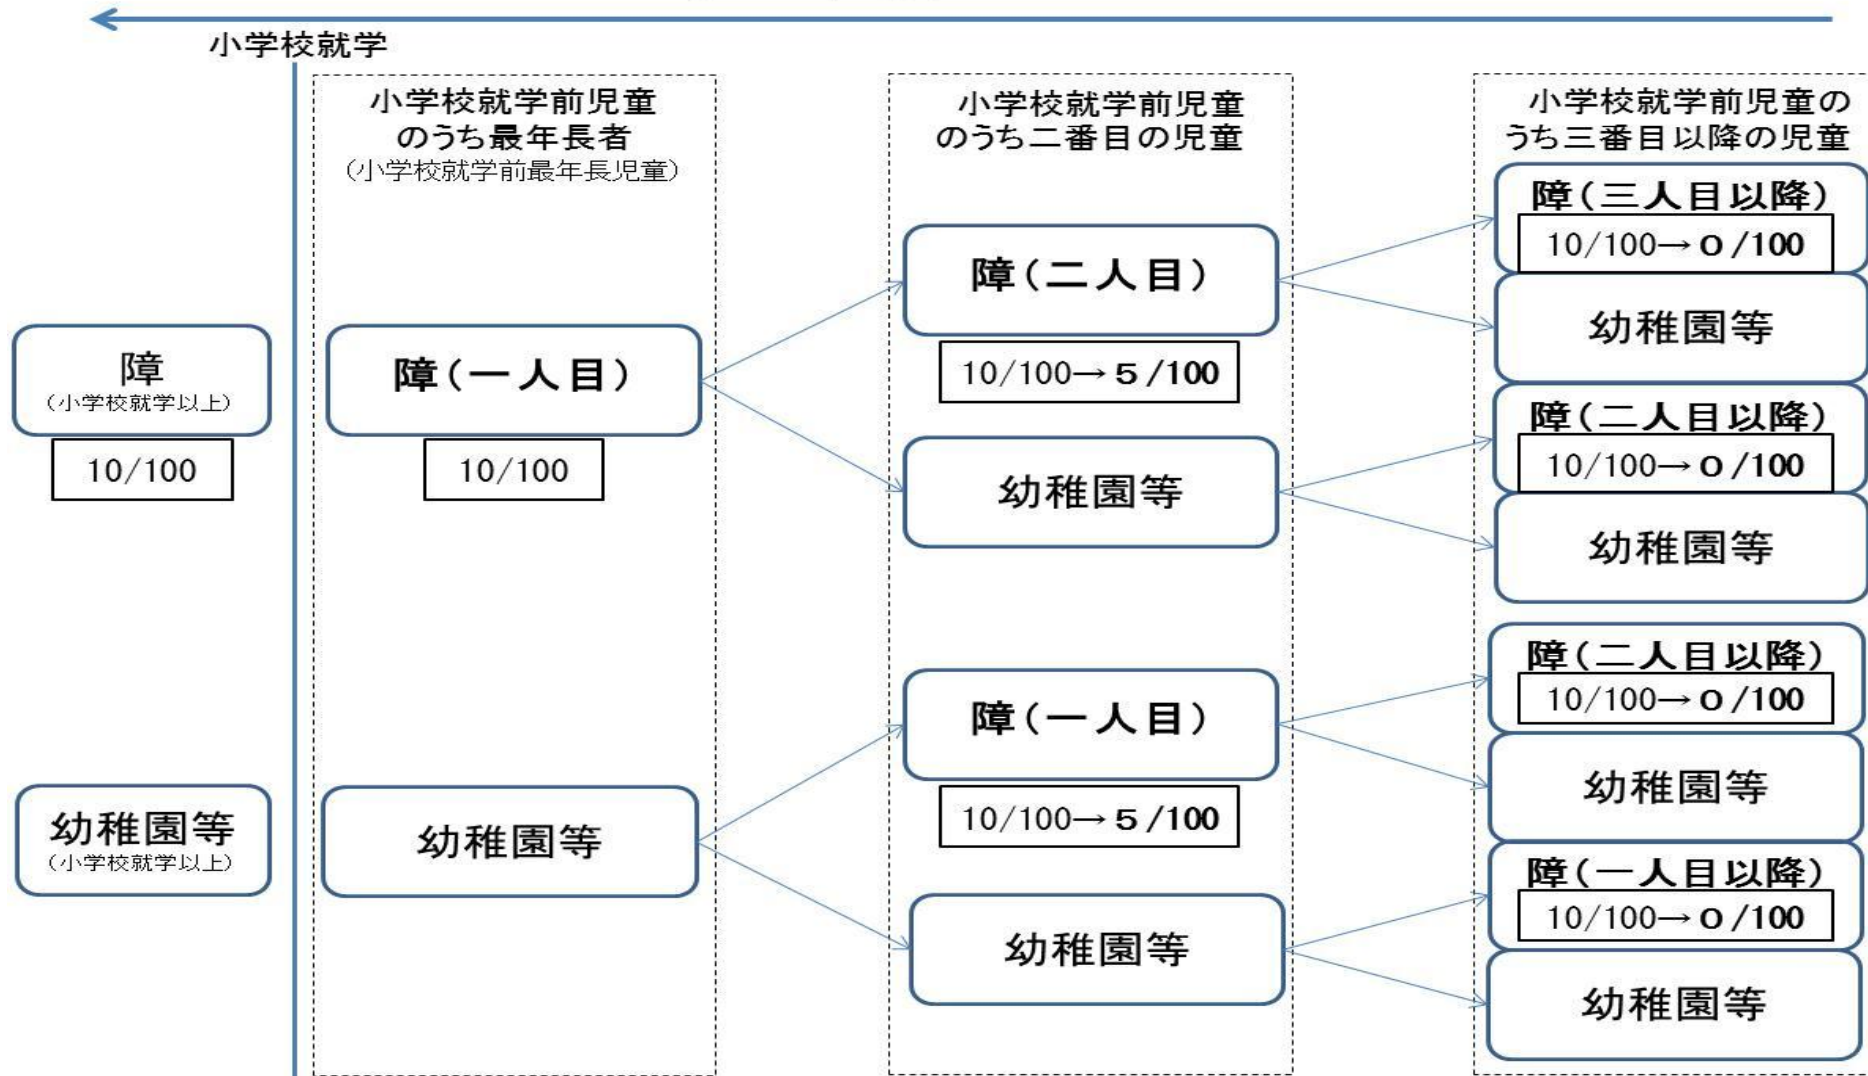 小学校就学
障
(小学校就学以上)
10/100
幼稚園等
(小学校就学以上)
小学校就学前児童
のうち最年長者
(小学校就学前最年長児童)
障(一人目)
10/100
幼稚園等
小学校就学前児童
のうち二番目の児童
障(二人目)
10/100→5/100
幼稚園等
障(一人目)
10/100→5/100
幼稚園等
小学校就学前児童の
うち三番目以降の児童
障(三人目以降)
10/100→0/100
幼稚園等
障(二人目以降)
10/100→0/100
幼稚園等
障(二人目以降)
10/100→0/100
幼稚園等
障(一人目以降)
10/100→0/100
幼稚園等